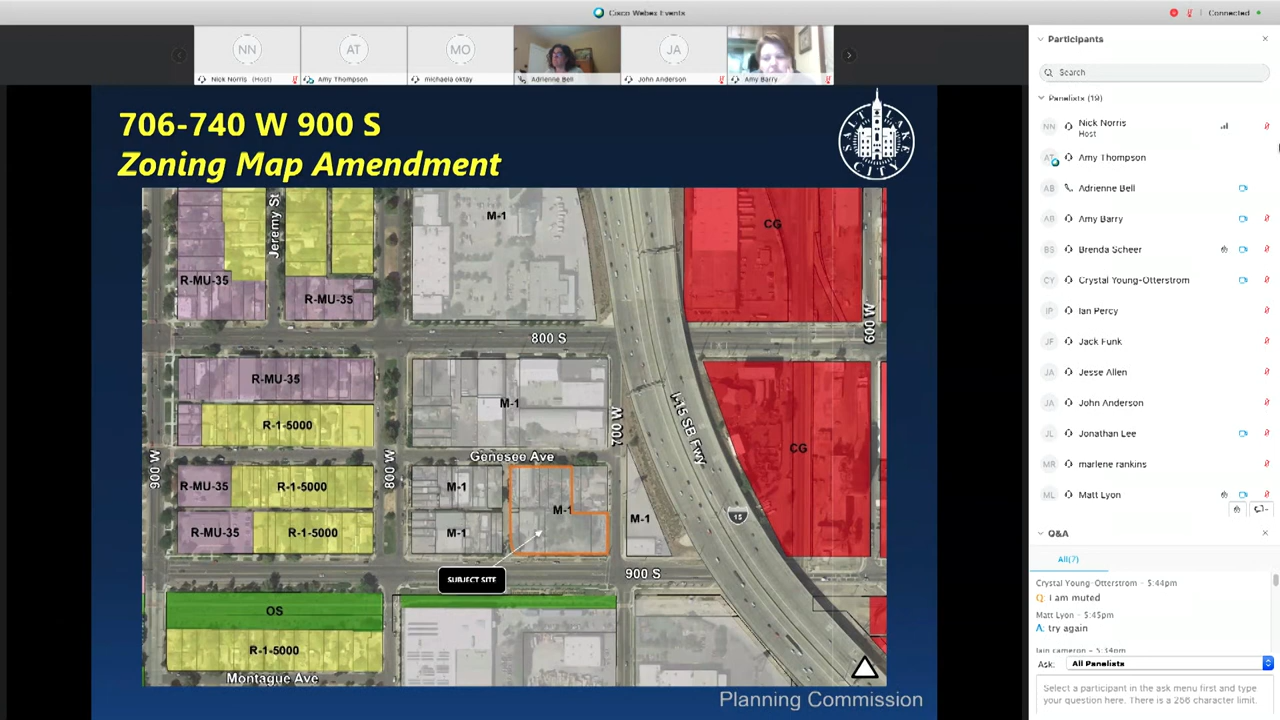 Cisco Webex Events
Connected
NN
AT
MO
JA
Nick Norris (Host)
Amy Thompson
michaela oktay
Adrienne Bell
John Anderson
Amy Barry
706-740 W 900 S
Zoning Map Amendment
SALT LAKE CITY
Jeremy St
M-1
CG
R-MU-35
R-MU-35
600 W
800 S
R-MU-35
M-1
R-1-5000
700 W
I-15 SB Fwy
CG
Genesee Ave
900 W
800 W
R-MU-35
R-1-5000
M-1
M-1
R-MU-35
R-1-5000
M-1
M-1
15
SUBJECT SITE
900 S
OS
R-1-5000
Montague Ave
Planning Commission
Participants
Search
Panelists (19)
NN Nick Norris
Host
AT Amy Thompson
AB Adrienne Bell
AB Amy Barry
BS Brenda Scheer
CY Crystal Young-Otterstrom
IP Ian Percy
JF Jack Funk
JA Jesse Allen
JA John Anderson
JL Jonathan Lee
MR marlene rankins
ML Matt Lyon
Q&A
All(7)
Crystal Young-Otterstrom - 5:44pm
Q: I am muted
Matt Lyon - 5:45pm
A: try again
Ask: All Panelists
Select a participant in the ask menu first and type
your question here. There is a 256 character limit.